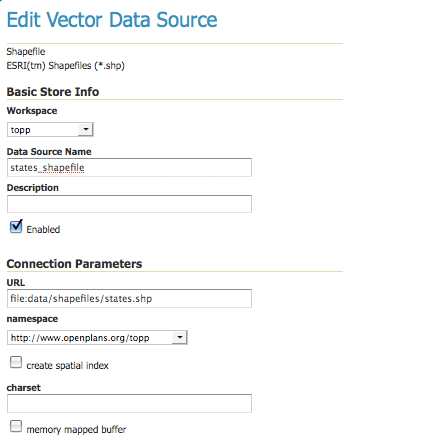 Edit Vector Data Source
Shapefile
ESRI(tm) Shapefiles (*.shp)
Basic Store Info
Workspace
topp
Data Source Name
states_shapefile
Description
Enabled
Connection Parameters
URL
file:data/shapefiles/states.shp
namespace
http://www.openplans.org/topp
create spatial index
charset
memory mapped buffer